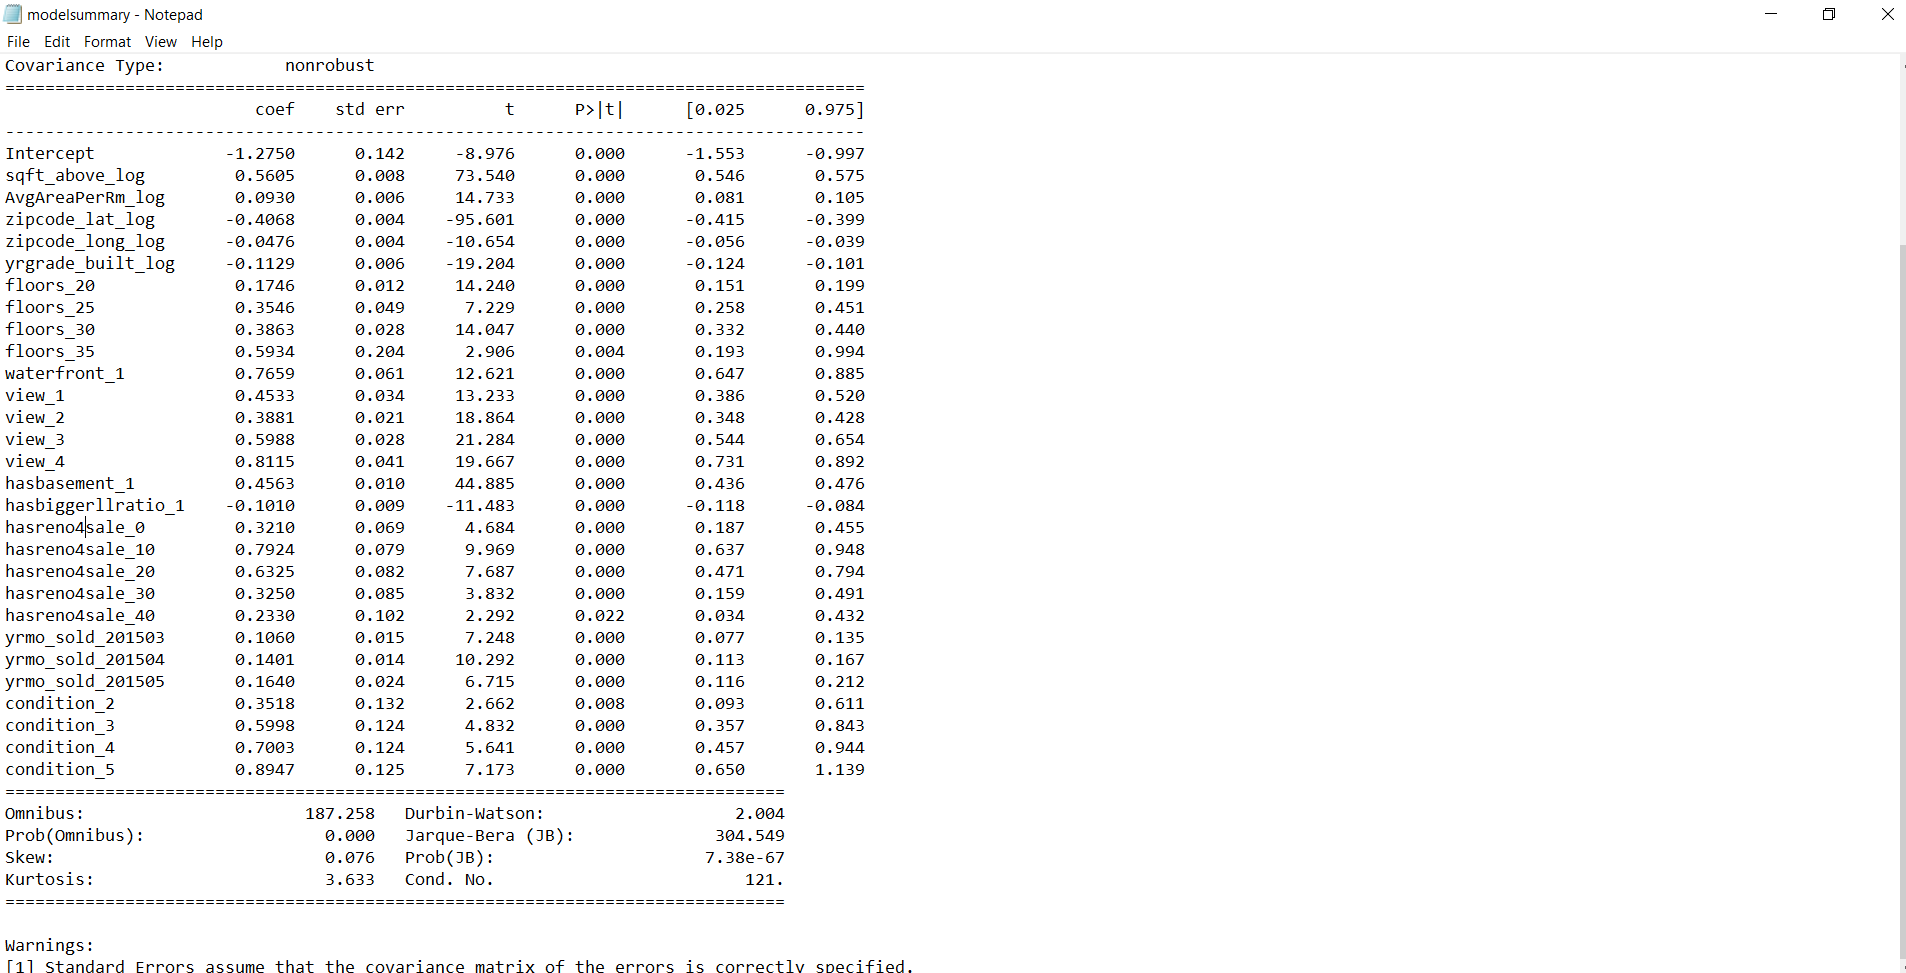 modelsummary - Notepad
File Edit Format View Help
Covariance Type: nonrobust
======================================================================================
coef std err t P>|t| [0.025 0.975]
--------------------------------------------------------------------------------------
Intercept -1.2750 0.142 -8.976 0.000 -1.553 -0.997
sqft_above_log 0.5605 0.008 73.540 0.000 0.546 0.575
AvgAreaPerRm_log 0.0930 0.006 14.733 0.000 0.081 0.105
zipcode_lat_log -0.4068 0.004 -95.601 0.000 -0.415 -0.399
zipcode_long_log -0.0476 0.004 -10.654 0.000 -0.056 -0.039
yrgrade_built_log -0.1129 0.006 -19.204 0.000 -0.124 -0.101
floors_20 0.1746 0.012 14.240 0.000 0.151 0.199
floors_25 0.3546 0.049 7.229 0.000 0.258 0.451
floors_30 0.3863 0.028 14.047 0.000 0.332 0.440
floors_35 0.5934 0.204 2.906 0.004 0.193 0.994
waterfront_1 0.7659 0.061 12.621 0.000 0.647 0.885
view_1 0.4533 0.034 13.233 0.000 0.386 0.520
view_2 0.3881 0.021 18.864 0.000 0.348 0.428
view_3 0.5988 0.028 21.284 0.000 0.544 0.654
view_4 0.8115 0.041 19.667 0.000 0.731 0.892
hasbasement_1 0.4563 0.010 44.885 0.000 0.436 0.476
hasbiggerllratio_1 -0.1010 0.009 -11.483 0.000 -0.118 -0.084
hasreno4sale_0 0.3210 0.069 4.684 0.000 0.187 0.455
hasreno4sale_10 0.7924 0.079 9.969 0.000 0.637 0.948
hasreno4sale_20 0.6325 0.082 7.687 0.000 0.471 0.794
hasreno4sale_30 0.3250 0.085 3.832 0.000 0.159 0.491
hasreno4sale_40 0.2330 0.102 2.292 0.022 0.034 0.432
yrmo_sold_201503 0.1060 0.015 7.248 0.000 0.077 0.135
yrmo_sold_201504 0.1401 0.014 10.292 0.000 0.113 0.167
yrmo_sold_201505 0.1640 0.024 6.715 0.000 0.116 0.212
condition_2 0.3518 0.132 2.662 0.008 0.093 0.611
condition_3 0.5998 0.124 4.832 0.000 0.357 0.843
condition_4 0.7003 0.124 5.641 0.000 0.457 0.944
condition_5 0.8947 0.125 7.173 0.000 0.650 1.139
==============================================================================
Omnibus: 187.258 Durbin-Watson: 2.004
Prob(Omnibus): 0.000 Jarque-Bera (JB): 304.549
Skew: 0.076 Prob(JB): 7.38e-67
Kurtosis: 3.633 Cond. No. 121.
==============================================================================
Warnings:
[1] Standard Errors assume that the covariance matrix of the errors is correctly specified.